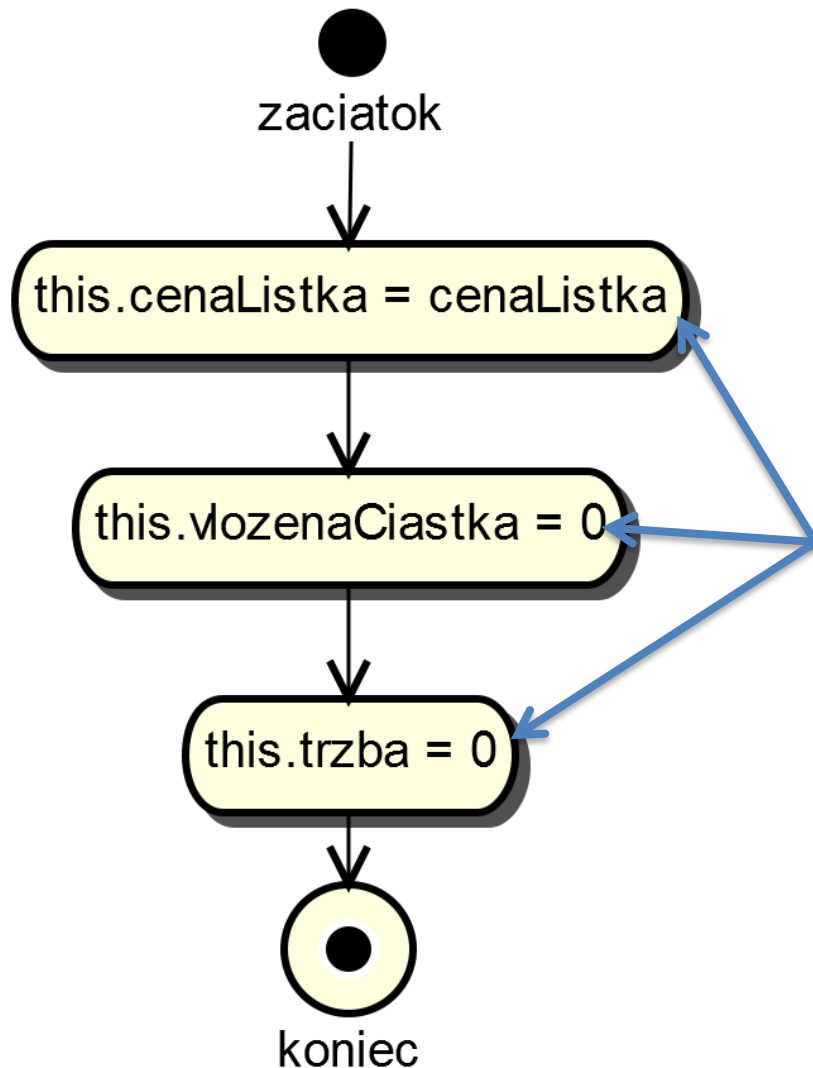 zaciatok
this.cenaListka = cenaListka
this.vlozenaCiastka = 0
this.trzba = 0
koniec